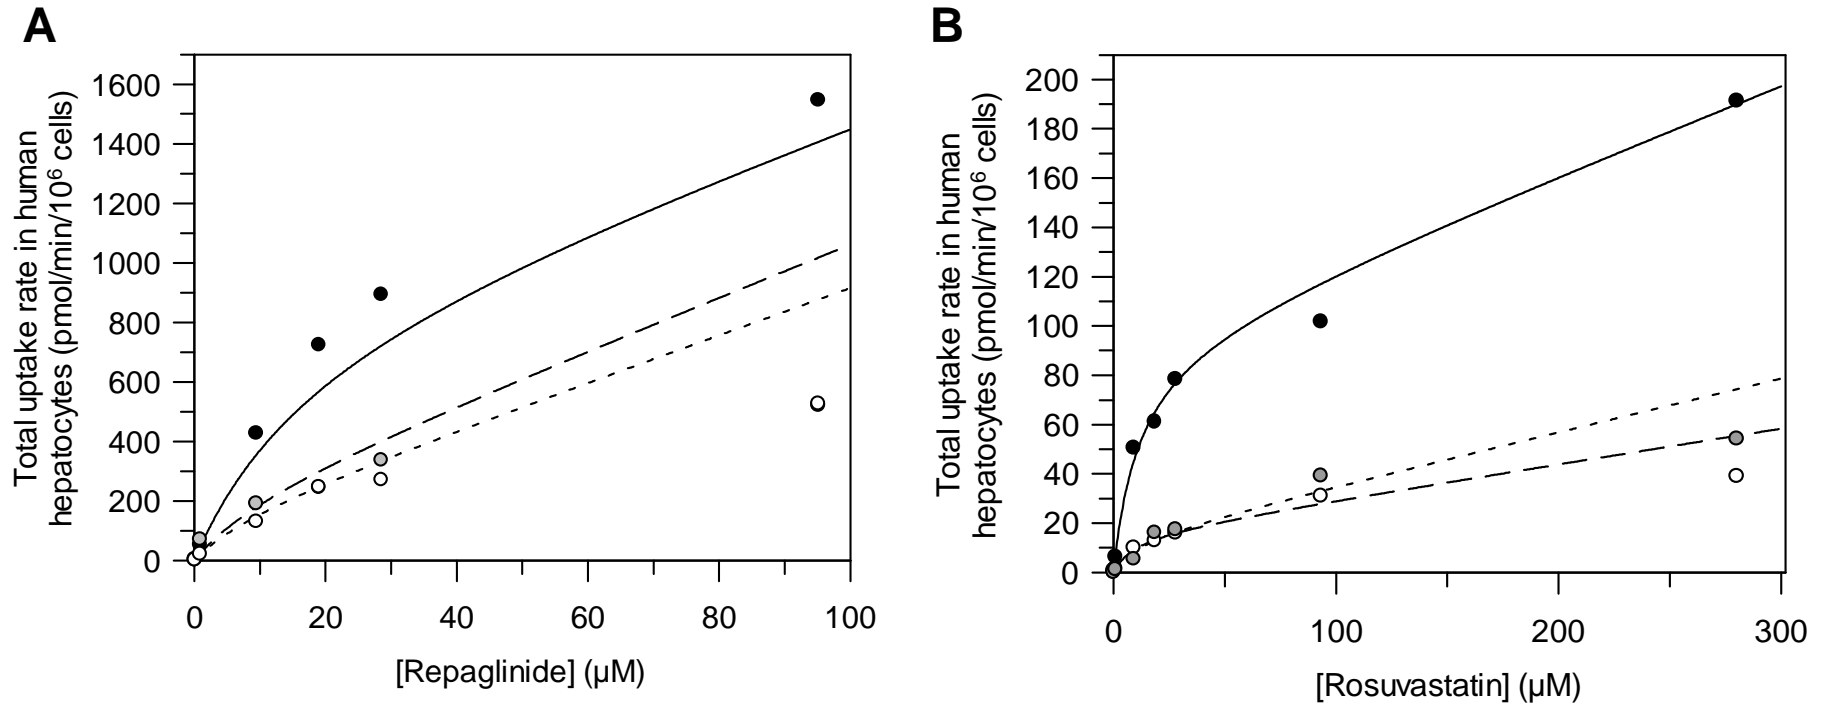 A
Total uptake rate in human
hepatocytes (pmol/min/10⁶ cells)
1600
1400
1200
1000
800
600
400
200
0
0 20 40 60 80 100
[Repaglinide] (µM)
B
Total uptake rate in human
hepatocytes (pmol/min/10⁶ cells)
200
180
160
140
120
100
80
60
40
20
0
0 100 200 300
[Rosuvastatin] (µM)